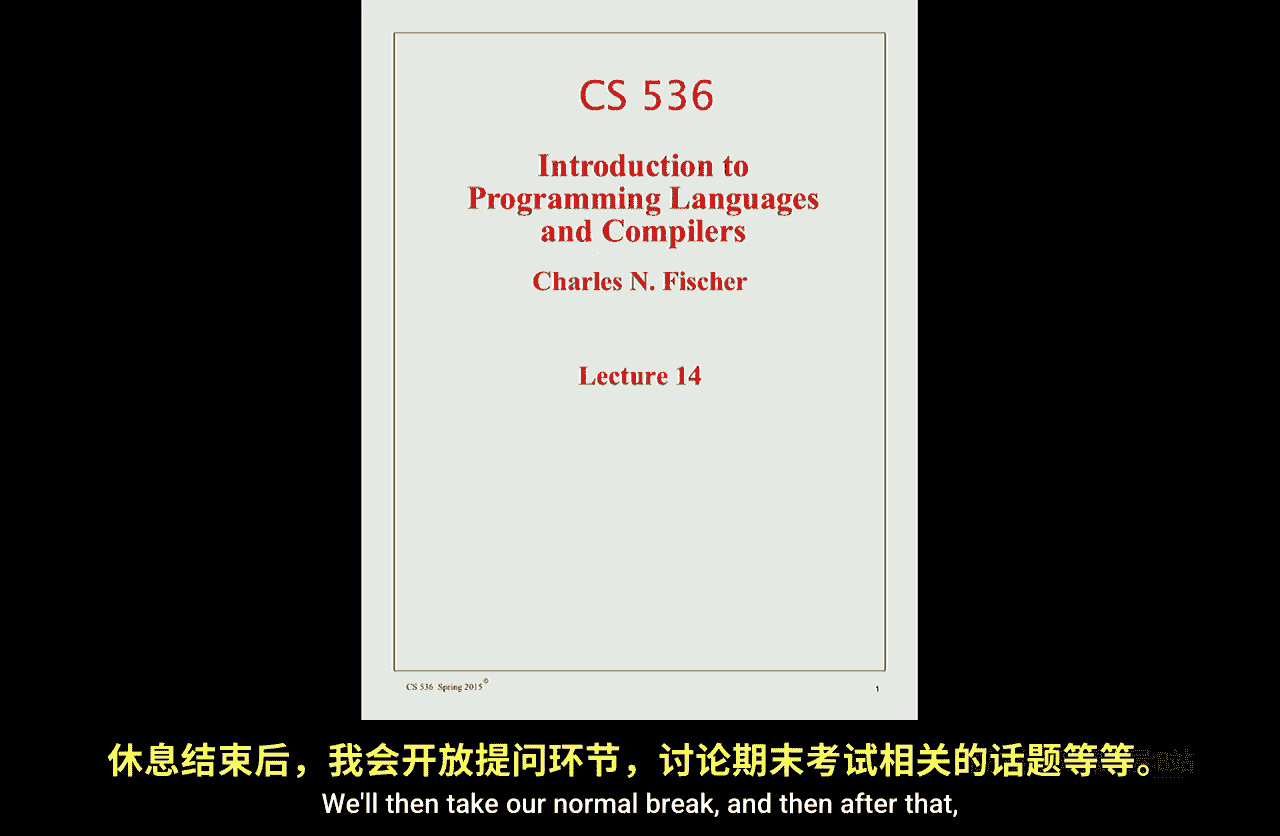 CS 536
Introduction to
Programming Languages
and Compilers
Charles N. Fischer
Lecture 14
CS 536 Spring 2015©
1
休息结束后，我会开放提问环节，讨论期末考试相关的话题等等。
We'll then take our normal break, and then after that,